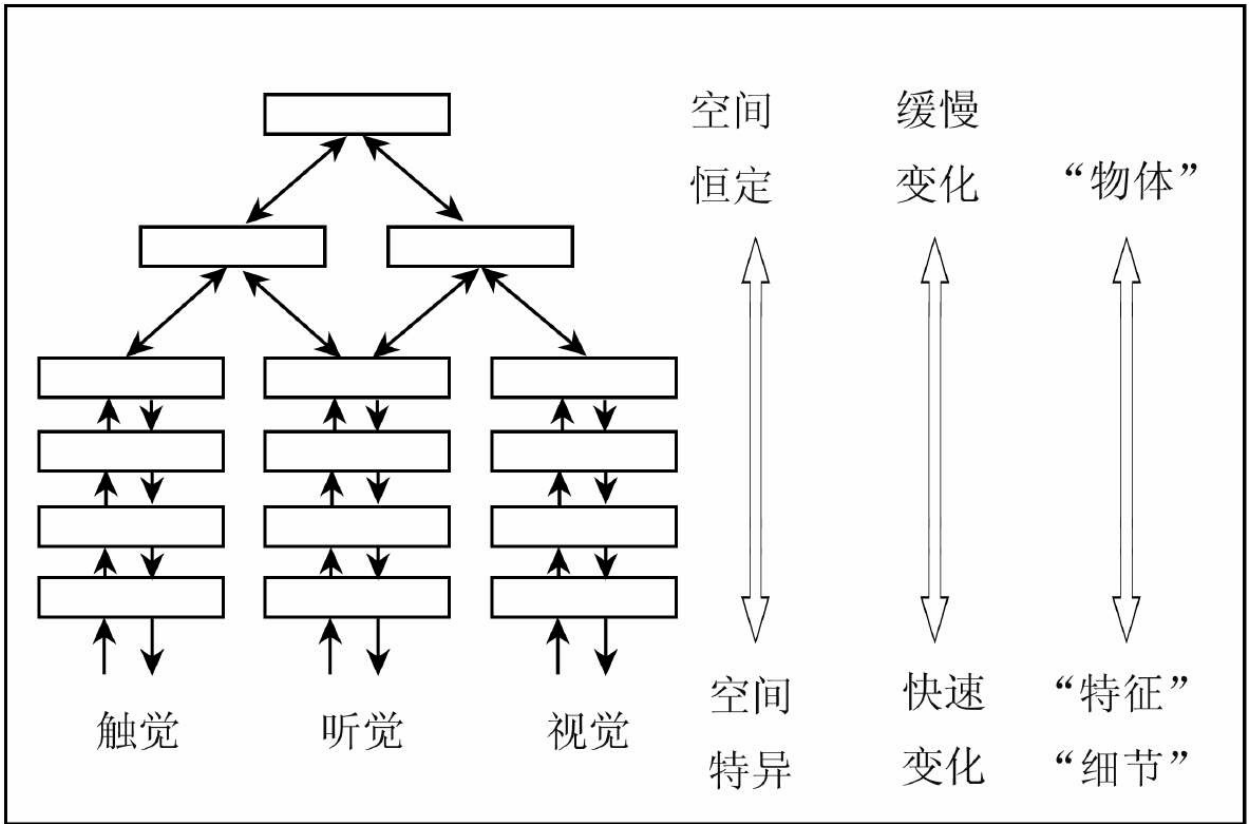 空间 缓慢
恒定 变化 “物体”
触觉 听觉 视觉
空间 快速 “特征”
特异 变化 “细节”